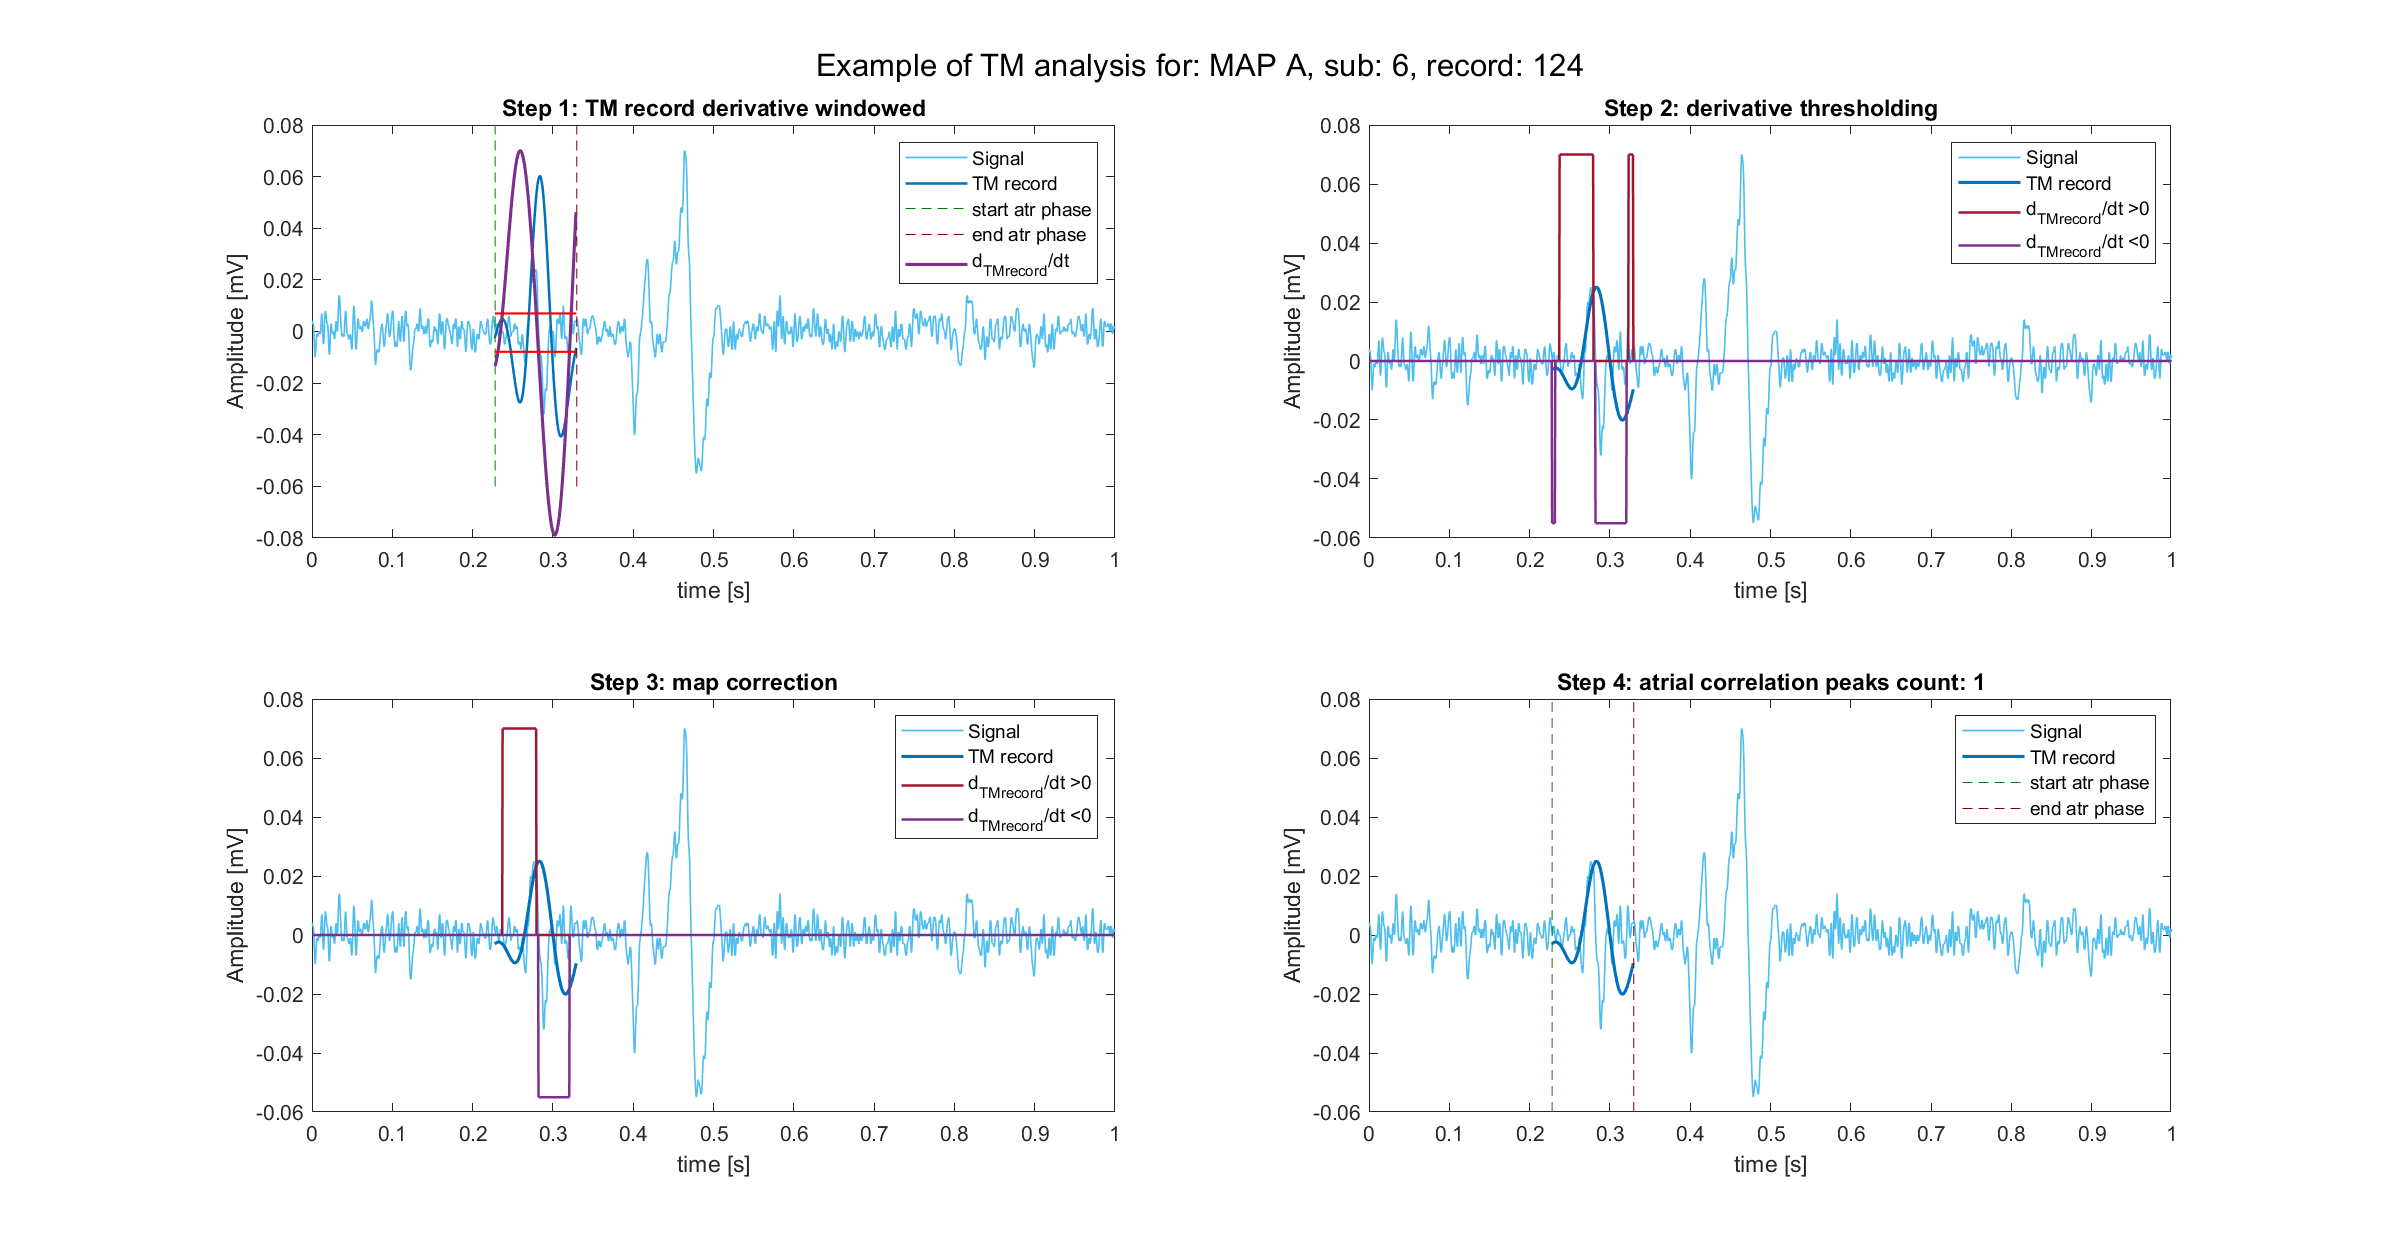 Example of TM analysis for: MAP A, sub: 6, record: 124
Step 1: TM record derivative windowed
0.08
0.06
0.04
0.02
0
-0.02
-0.04
-0.06
-0.08
Amplitude [mV]
0 0.1 0.2 0.3 0.4 0.5 0.6 0.7 0.8 0.9 1
time [s]
Signal
TM record
start atr phase
end atr phase
dTMrecord/dt
Step 2: derivative thresholding
0.08
0.06
0.04
0.02
0
-0.02
-0.04
-0.06
Amplitude [mV]
0 0.1 0.2 0.3 0.4 0.5 0.6 0.7 0.8 0.9 1
time [s]
Signal
TM record
dTMrecord/dt >0
dTMrecord/dt <0
Step 3: map correction
0.08
0.06
0.04
0.02
0
-0.02
-0.04
-0.06
Amplitude [mV]
0 0.1 0.2 0.3 0.4 0.5 0.6 0.7 0.8 0.9 1
time [s]
Signal
TM record
dTMrecord/dt >0
dTMrecord/dt <0
Step 4: atrial correlation peaks count: 1
0.08
0.06
0.04
0.02
0
-0.02
-0.04
-0.06
Amplitude [mV]
0 0.1 0.2 0.3 0.4 0.5 0.6 0.7 0.8 0.9 1
time [s]
Signal
TM record
start atr phase
end atr phase